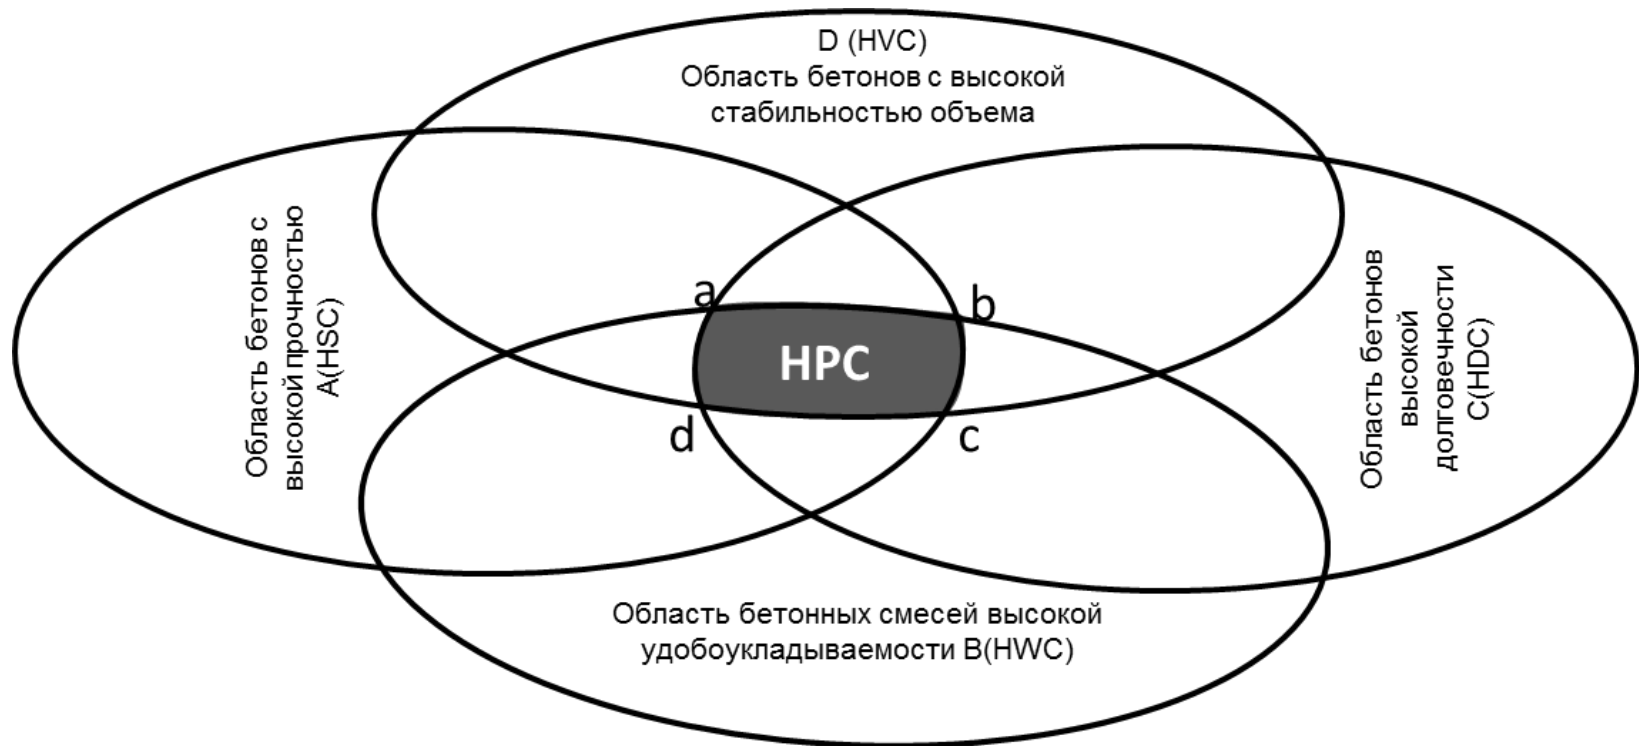 D (HVC)
Область бетонов с высокой
стабильностью объема
Область бетонов с
высокой прочностью
A(HSC)
a
b
HPC
d
c
Область бетонов
высокой
долговечности
C(HDC)
Область бетонных смесей высокой
удобоукладываемости B(HWC)